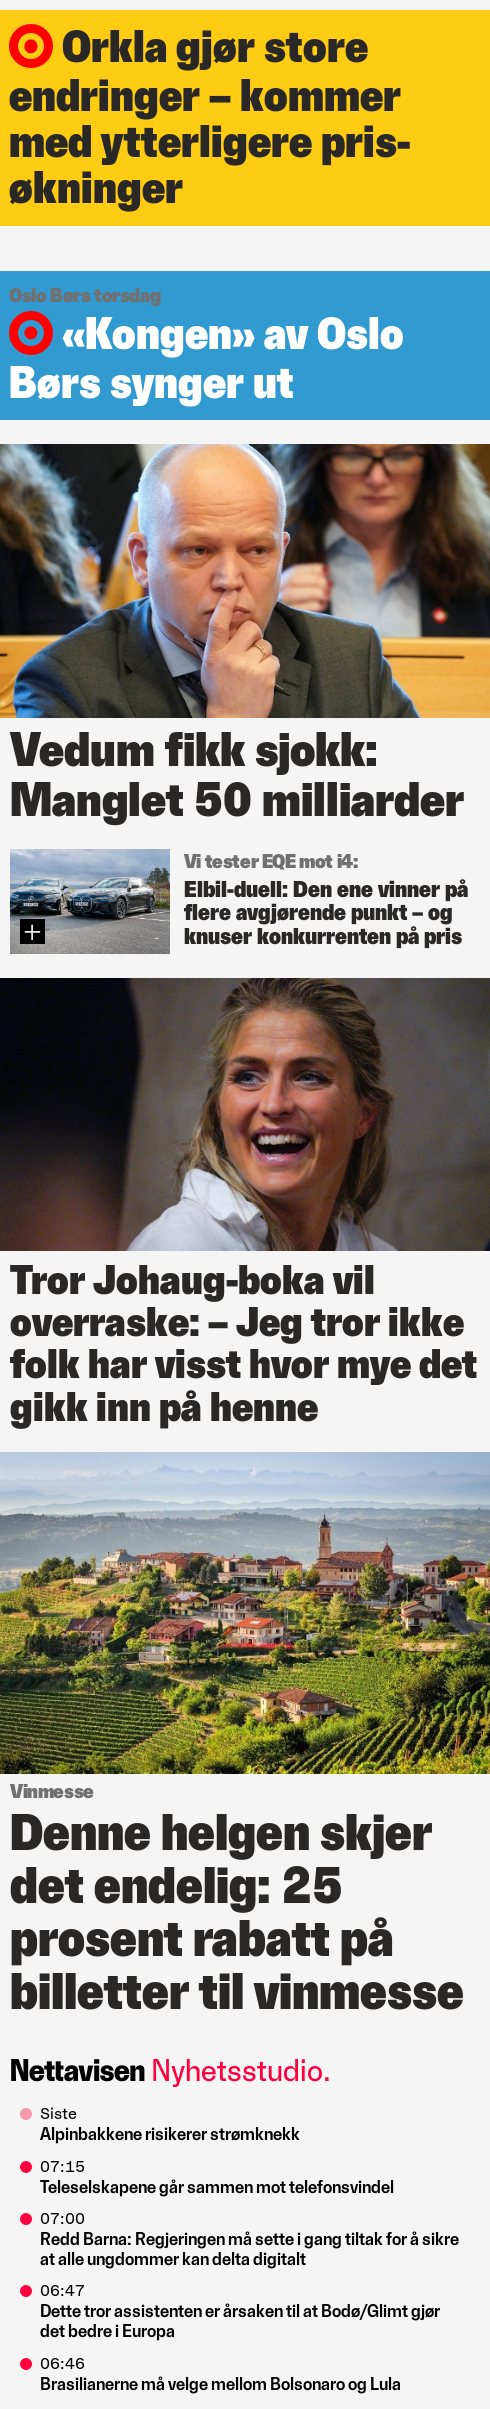 Orkla gjør store
endringer – kommer
med ytterligere pris-
økninger
Oslo Børs torsdag
«Kongen» av Oslo
Børs synger ut
Vedum fikk sjokk:
Manglet 50 milliarder
Vi tester EQE mot i4:
Elbil-duell: Den ene vinner på
flere avgjørende punkt – og
knuser konkurrenten på pris
Tror Johaug-boka vil
overraske: – Jeg tror ikke
folk har visst hvor mye det
gikk inn på henne
Vinmesse
Denne helgen skjer
det endelig: 25
prosent rabatt på
billetter til vinmesse
Nettavisen Nyhetsstudio.
Siste
Alpinbakkene risikerer strømknekk
07:15
Teleselskapene går sammen mot telefonsvindel
07:00
Redd Barna: Regjeringen må sette i gang tiltak for å sikre
at alle ungdommer kan delta digitalt
06:47
Dette tror assistenten er årsaken til at Bodø/Glimt gjør
det bedre i Europa
06:46
Brasilianerne må velge mellom Bolsonaro og Lula